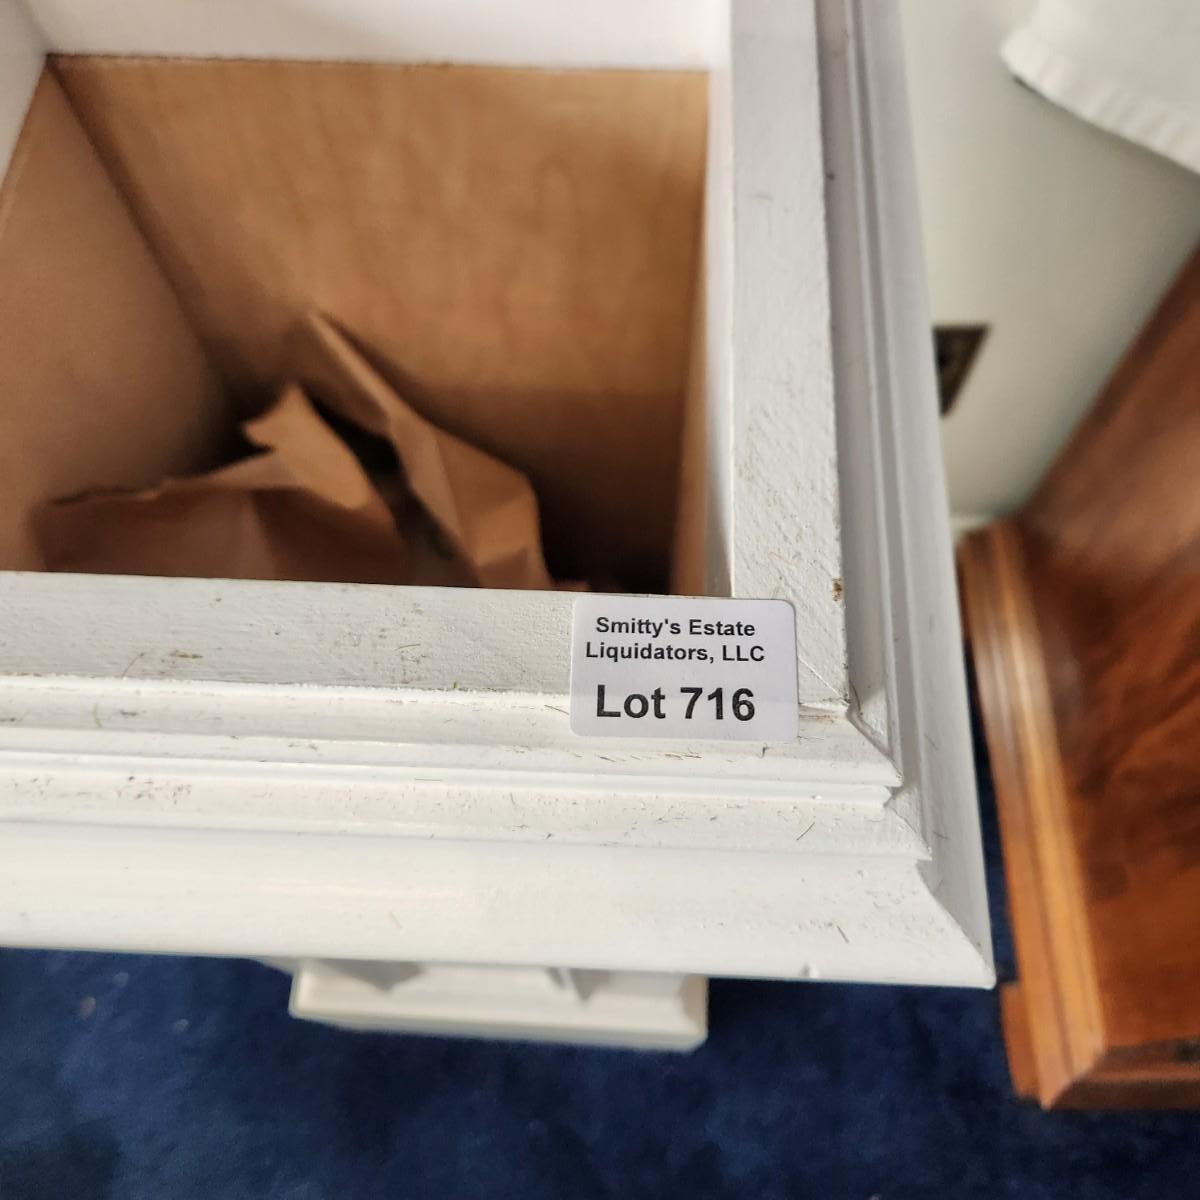 Smitty's Estate
Liquidators, LLC
Lot 716